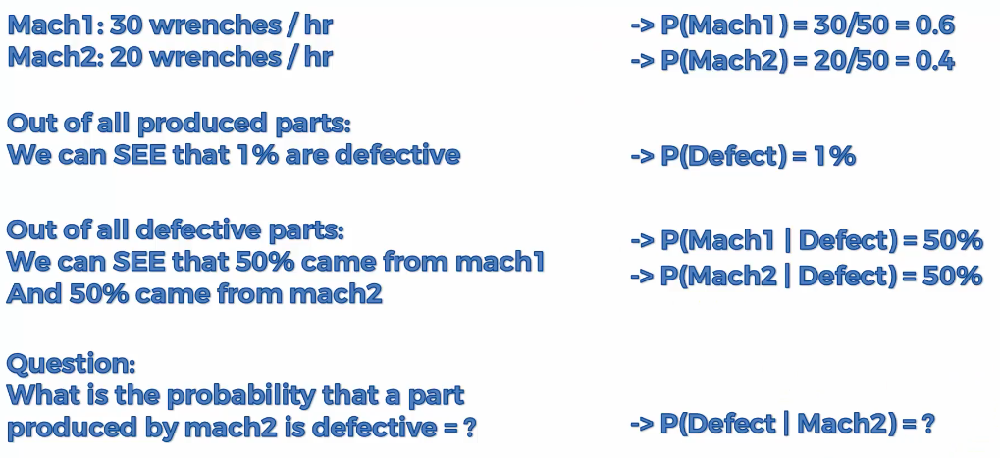 Mach1: 30 wrenches / hr
-> P(Mach1) = 30/50 = 0.6
Mach2: 20 wrenches / hr
-> P(Mach2) = 20/50 = 0.4
Out of all produced parts:
We can SEE that 1% are defective
-> P(Defect) = 1%
Out of all defective parts:
We can SEE that 50% came from mach1
And 50% came from mach2
-> P(Mach1 | Defect) = 50%
-> P(Mach2 | Defect) = 50%
Question:
What is the probability that a part
produced by mach2 is defective = ?
-> P(Defect | Mach2) = ?